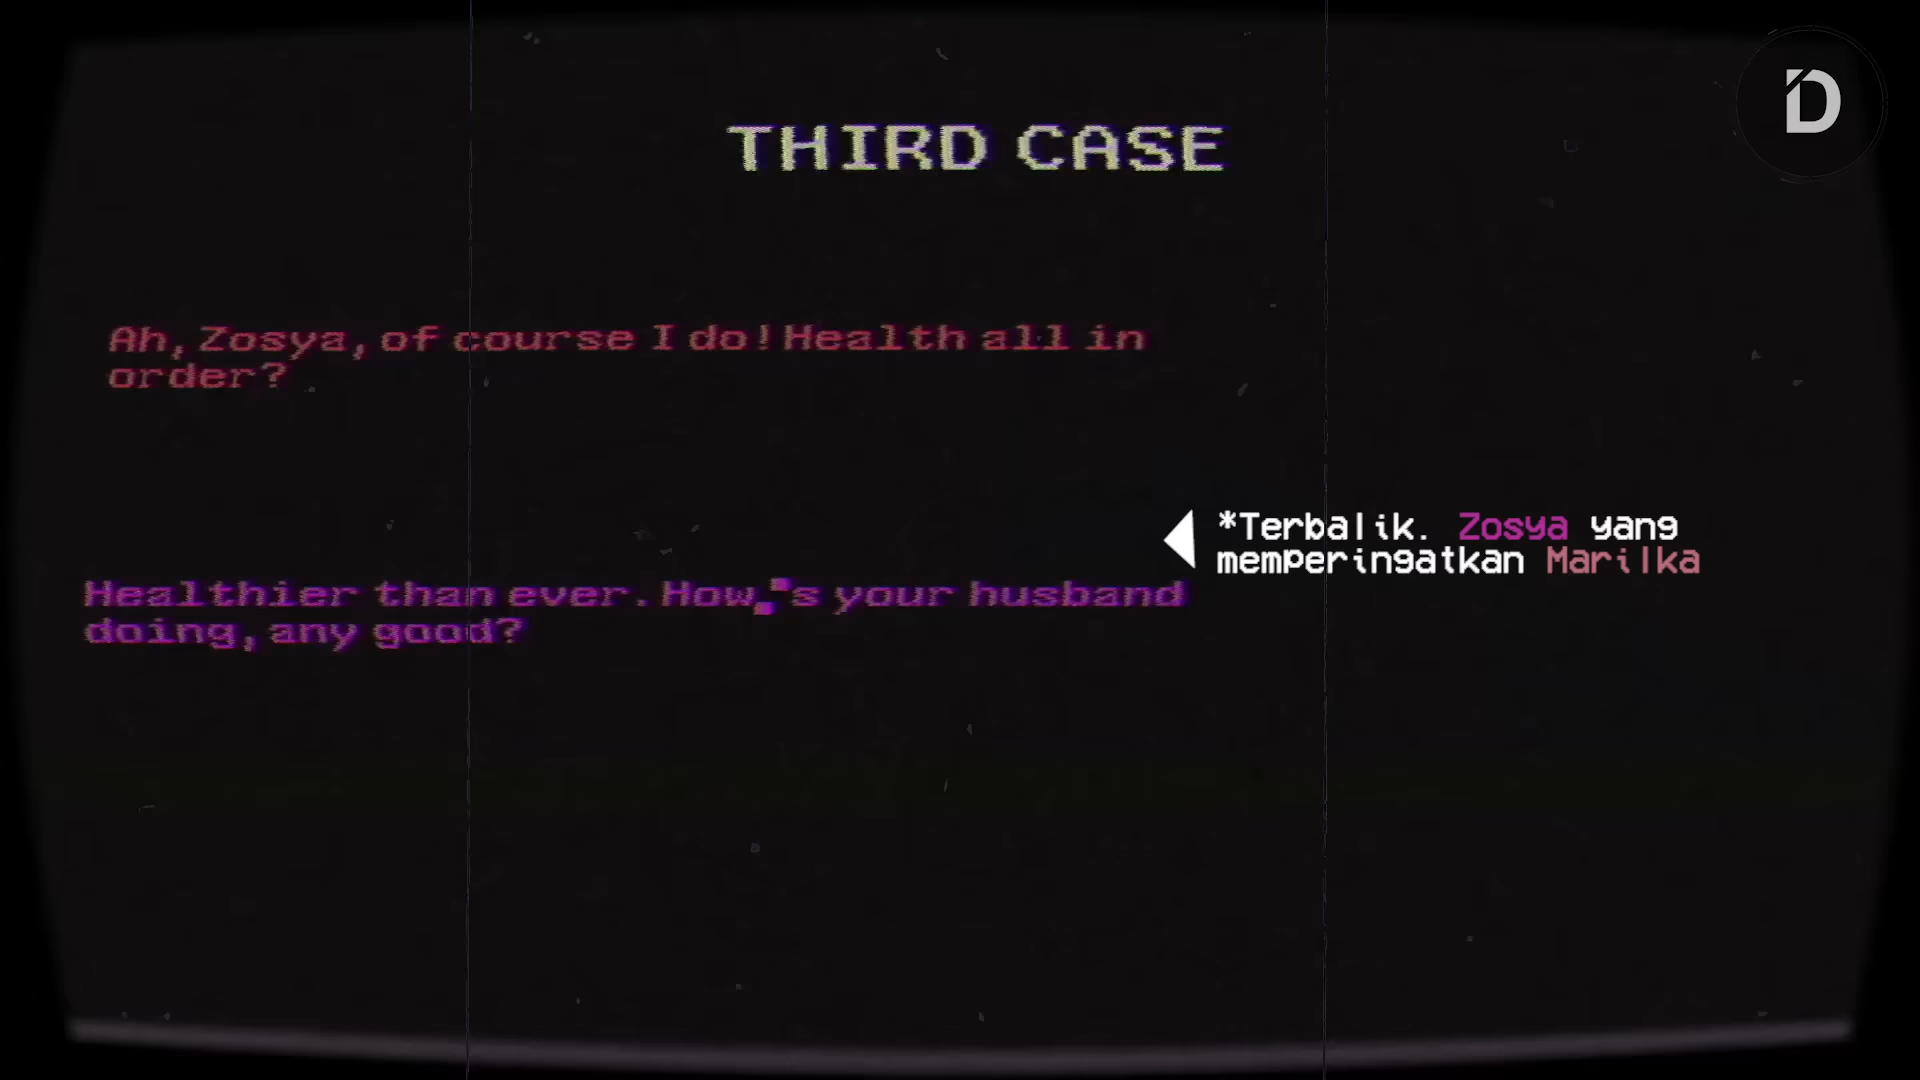 D
THIRD CASE
Ah, Zosya, of course I do! Health all in
order?
*Terbalik. Zosya yang
memperingatkan Marilka
Healthier than ever. How's your husband
doing, any good?